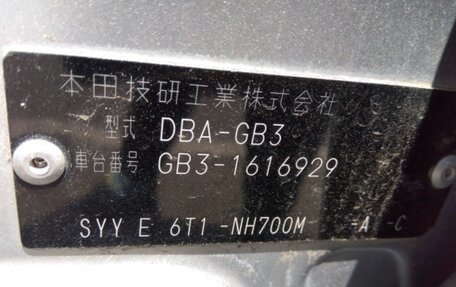 本田技研工業株式会社 S
型式 DBA-GB3
車台番号 GB3-1616929
SYY E 6T1 -NH700M -A -C